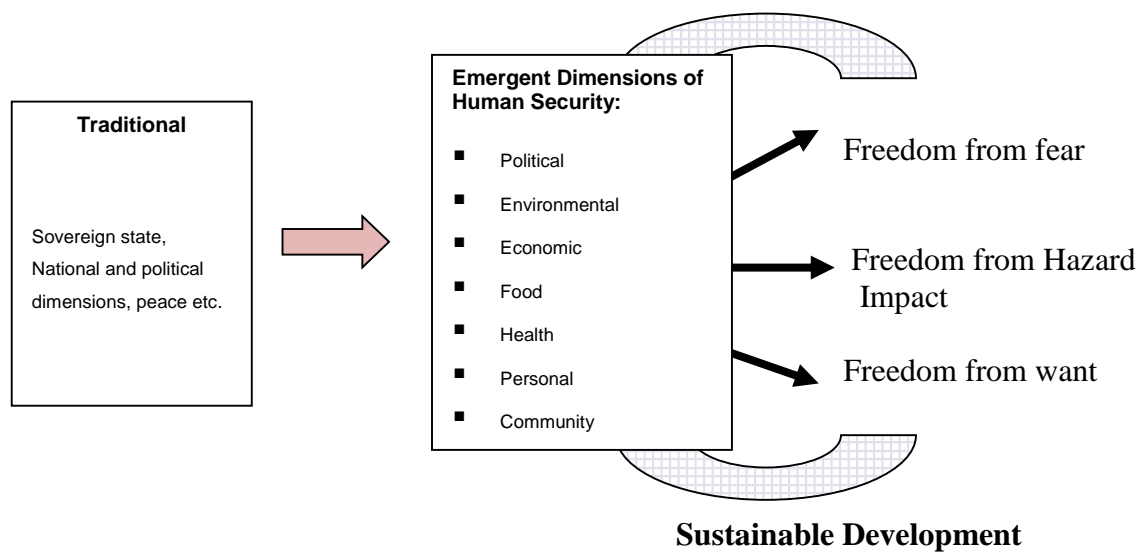 Traditional
Sovereign state,
National and political
dimensions, peace etc.
Emergent Dimensions of
Human Security:
▪ Political
▪ Environmental
▪ Economic
▪ Food
▪ Health
▪ Personal
▪ Community
Freedom from fear
Freedom from Hazard
Impact
Freedom from want
Sustainable Development